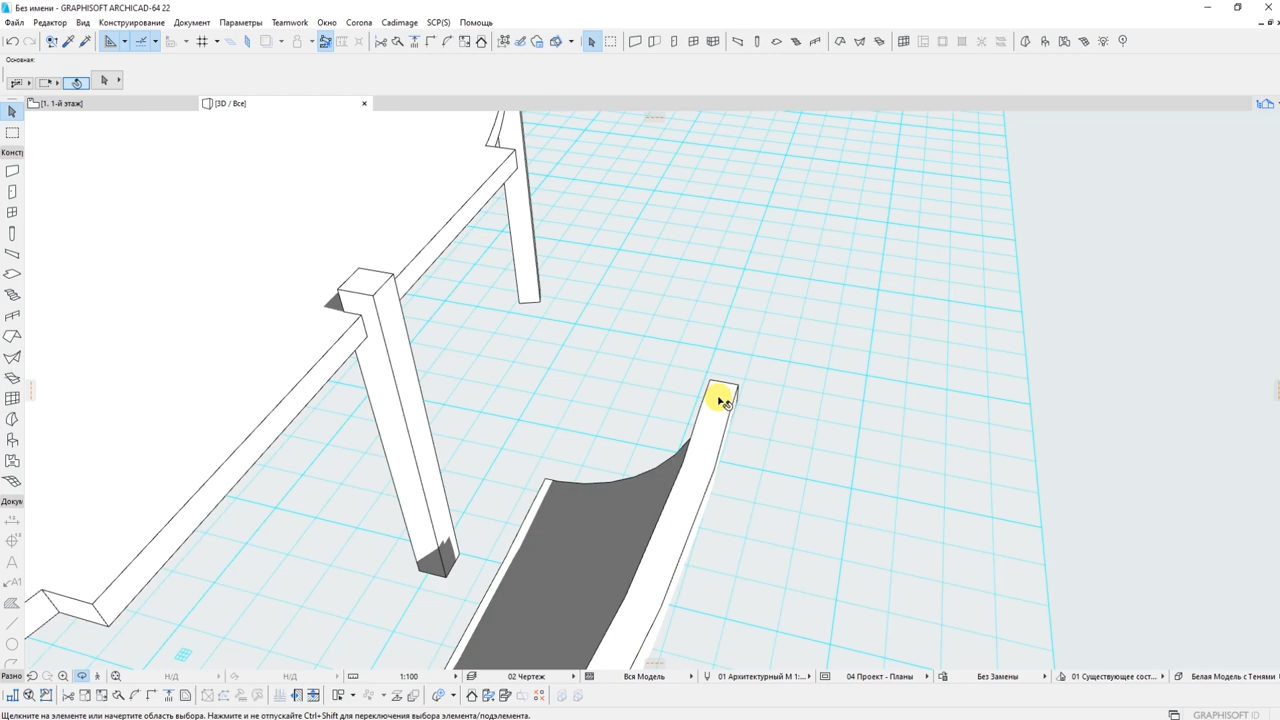 Без имени - GRAPHISOFT ARCHICAD-64 22
Файл Редактор Вид Конструирование Документ Параметры Teamwork Окно Corona Cadimage SCP(S) Помощь
Основная:
[1. 1-й этаж]
[3D / Все]
Конст
Докум
A1
Разно
Н/Д
Н/Д
1:100
02 Чертеж
Вся Модель
01 Архитектурный М 1:...
04 Проект - Планы
Без Замены
01 Существующее сост...
Белая Модель с Тенями
Щелкните на элементе или начертите область выбора. Нажмите и не отпускайте Ctrl+Shift для переключения выбора элемента/подэлемента.
GRAPHISOFT ID